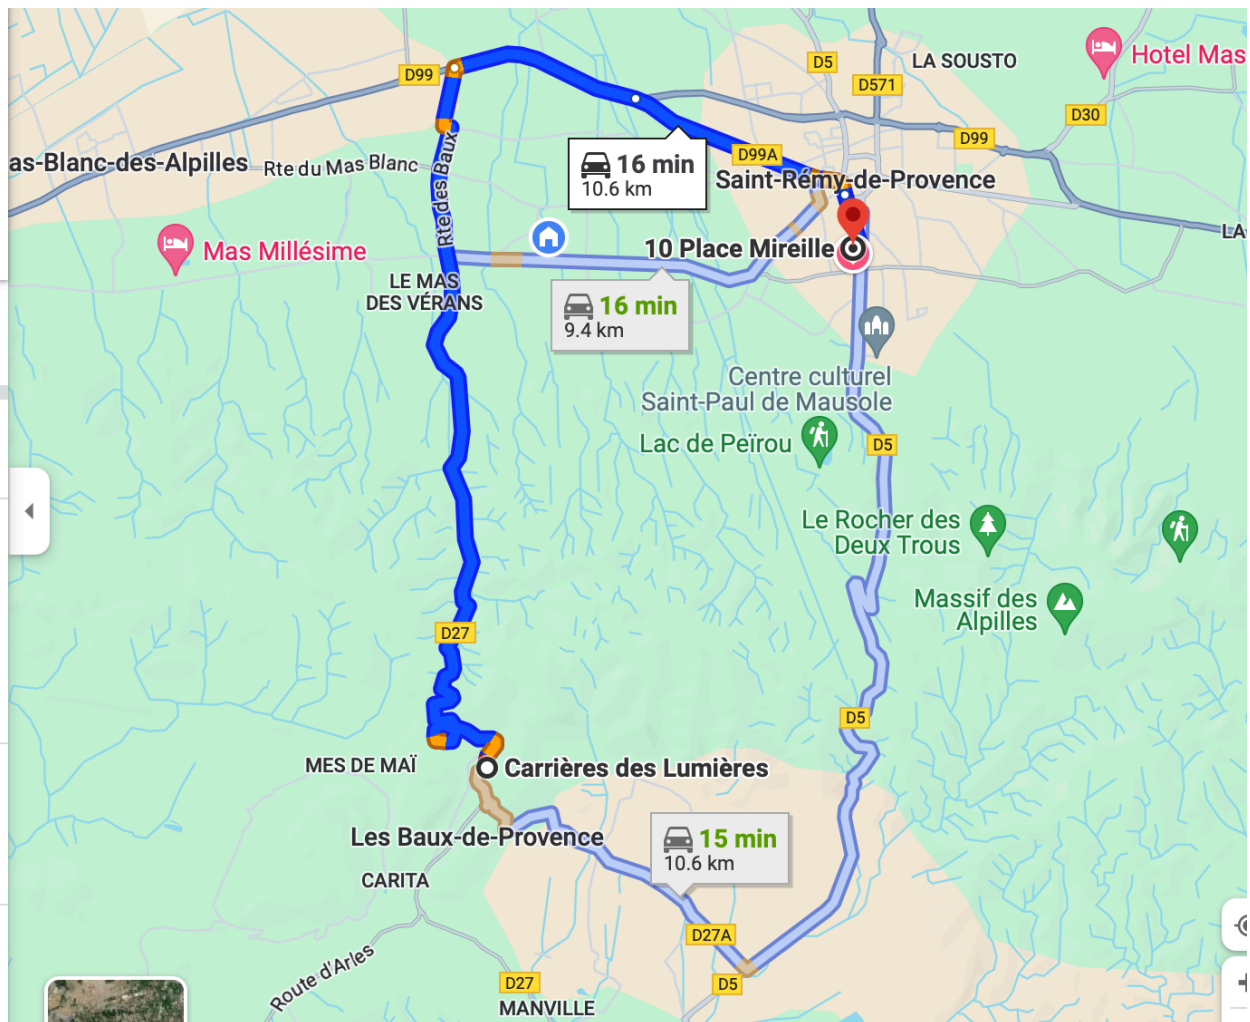 D5
LA SOUSTO
Hotel Mas
D99
D571
D30
D99
as-Blanc-des-Alpilles
Rte du Mas Blanc
Rte des Baux
16 min
10.6 km
D99A
Saint-Rémy-de-Provence
Mas Millésime
10 Place Mireille
LA
LE MAS
DES VÉRANS
16 min
9.4 km
Centre culturel
Saint-Paul de Mausole
Lac de Peïrou
D5
Le Rocher des
Deux Trous
Massif des
Alpilles
D27
D5
MES DE MAÏ
Carrières des Lumières
Les Baux-de-Provence
15 min
10.6 km
CARITA
D27A
Route d'Arles
D27
D5
MANVILLE